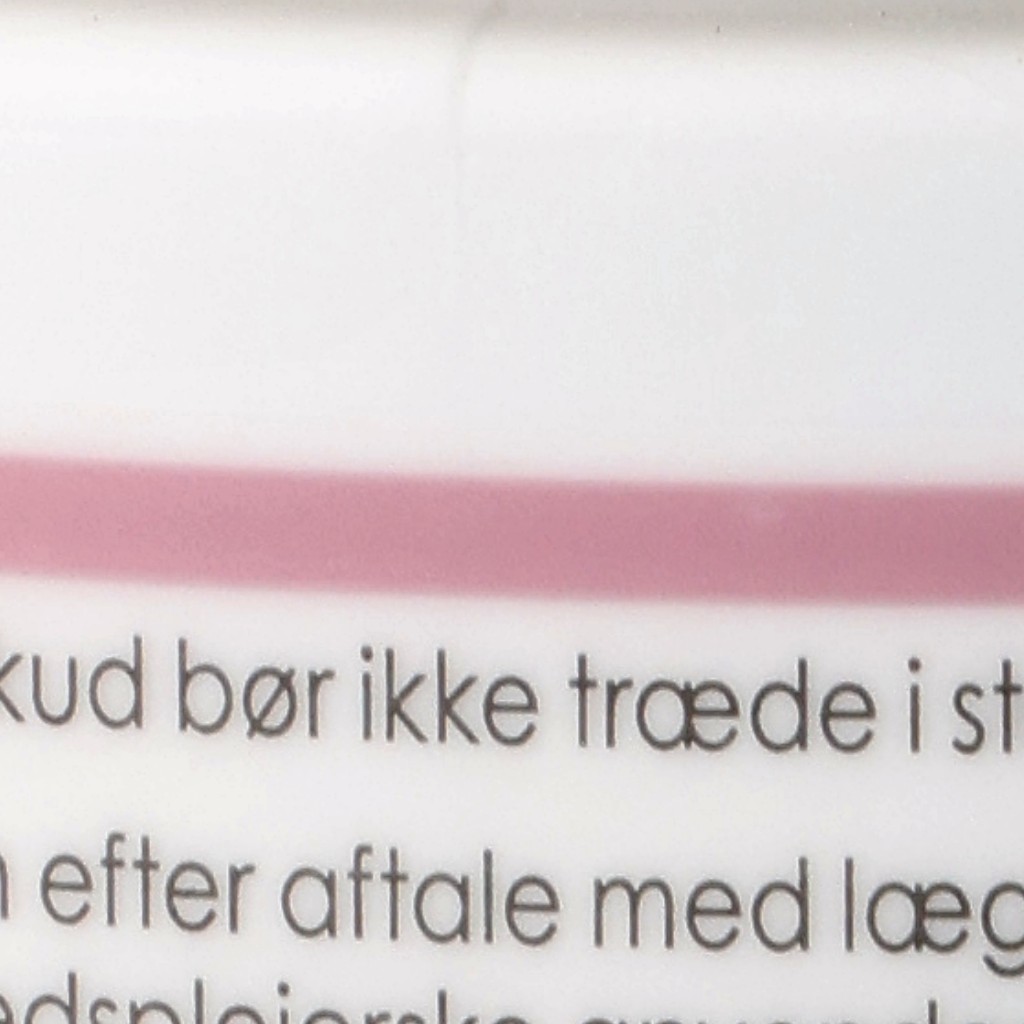 kud bør ikke træde i st
efter aftale med læg